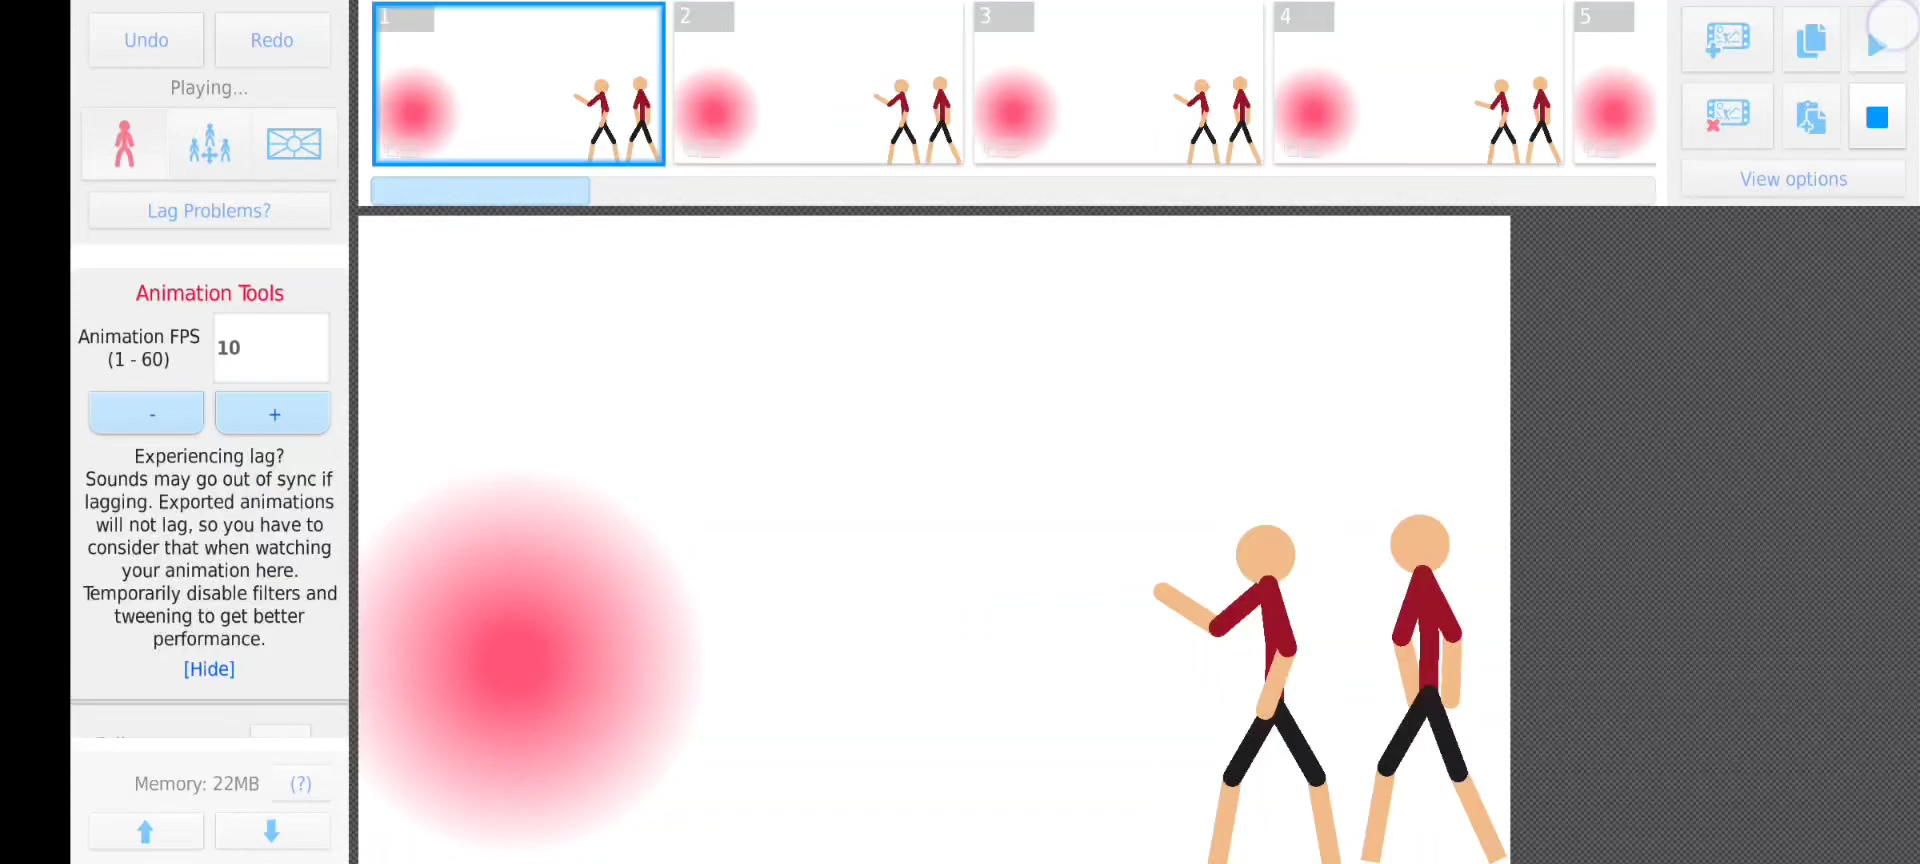 Undo
Redo
Playing...
Lag Problems?
Animation Tools
Animation FPS
(1 - 60)
10
-
+
Experiencing lag?
Sounds may go out of sync if
lagging. Exported animations
will not lag, so you have to
consider that when watching
your animation here.
Temporarily disable filters and
tweening to get better
performance.
[Hide]
Memory: 22MB
(?)
1
2
3
4
5
View options